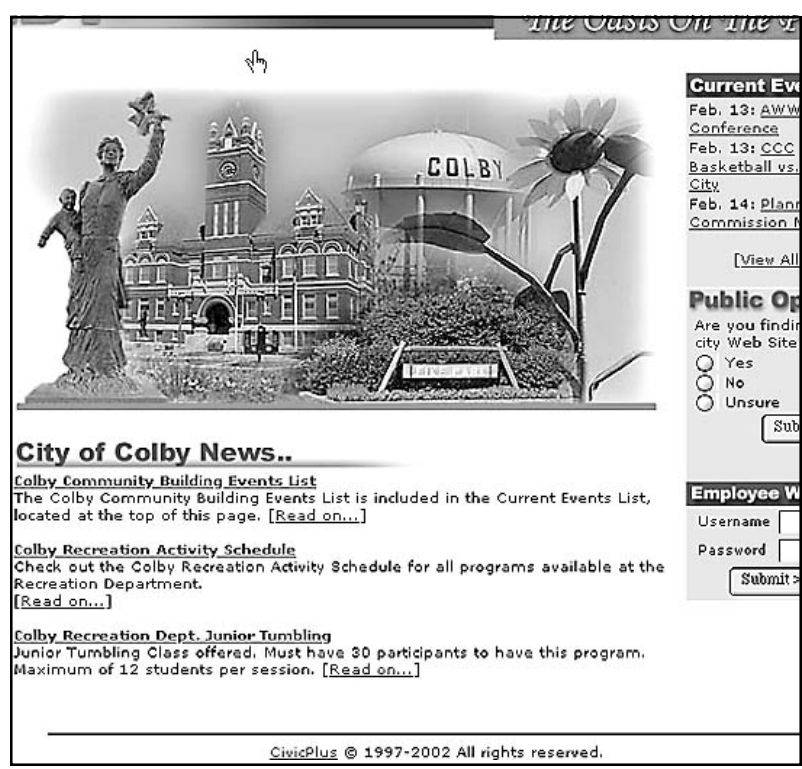 The Oasis On The P
COLBY
Current Eve
Feb. 13: AWW
Conference
Feb. 13: CCC
Basketball vs.
City
Feb. 14: Plann
Commission M
[View All
Public Op
Are you findin
city Web Site
Yes
No
Unsure
Sub
City of Colby News..
Colby Community Building Events List
The Colby Community Building Events List is included in the Current Events List,
located at the top of this page. [Read on...]
Colby Recreation Activity Schedule
Check out the Colby Recreation Activity Schedule for all programs available at the
Recreation Department.
[Read on...]
Colby Recreation Dept. Junior Tumbling
Junior Tumbling Class offered. Must have 30 participants to have this program.
Maximum of 12 students per session. [Read on...]
Employee W
Username
Password
Submit >
CivicPlus © 1997-2002 All rights reserved.